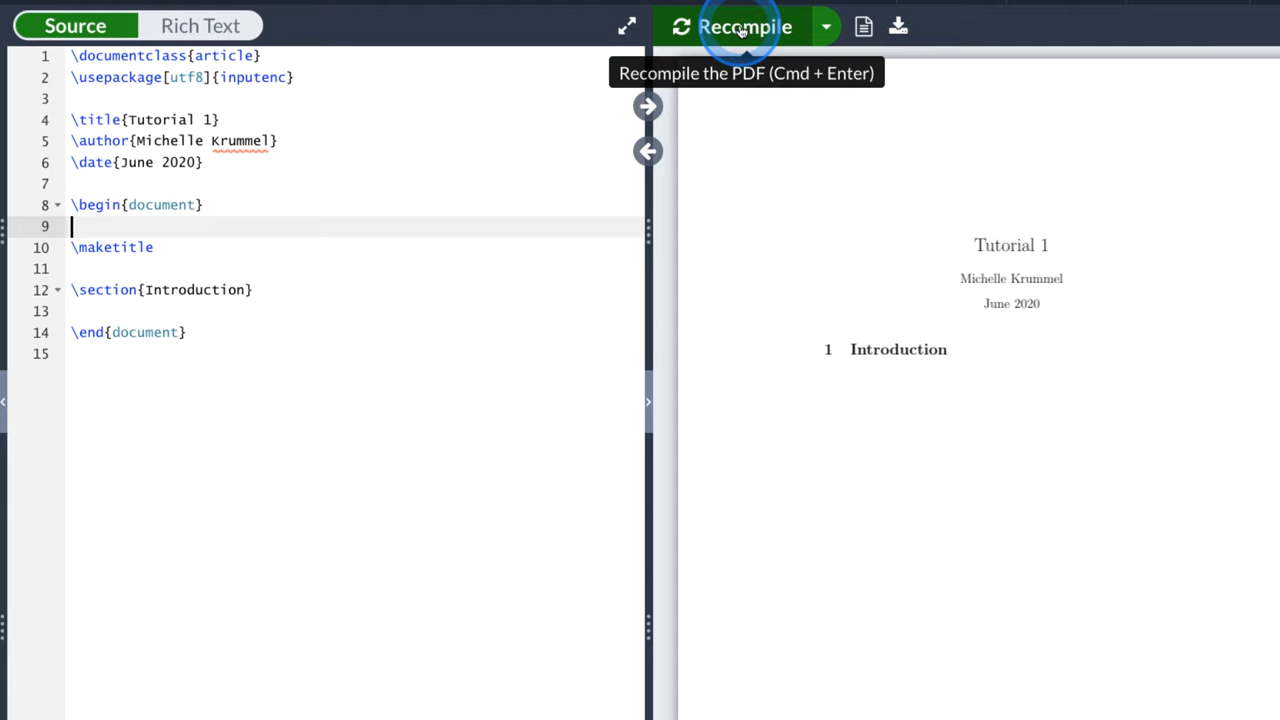 Source Rich Text Recompile
Recompile the PDF (Cmd + Enter)
1 \documentclass{article}
2 \usepackage[utf8]{inputenc}
3
4 \title{Tutorial 1}
5 \author{Michelle Krummel}
6 \date{June 2020}
7
8 \begin{document}
9
10 \maketitle
11
12 \section{Introduction}
13
14 \end{document}
15
Tutorial 1
Michelle Krummel
June 2020
1 Introduction